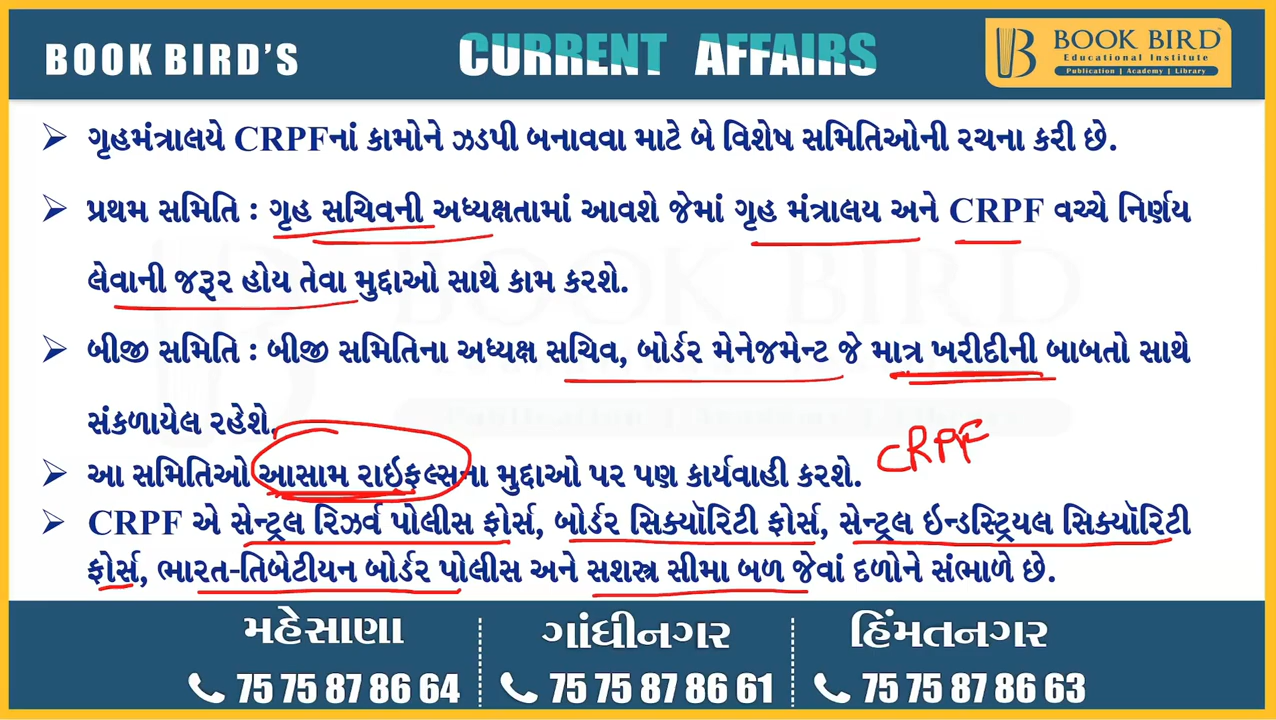 BOOK BIRD'S
CURRENT AFFAIRS
BOOK BIRD
Educational Institute
Publication | Academy | Library
➢ ગૃહમંત્રાલયે CRPFનાં કામોને ઝડપી બનાવવા માટે બે વિશેષ સમિતિઓની રચના કરી છે.
➢ પ્રથમ સમિતિ : ગૃહ સચિવની અધ્યક્ષતામાં આવશે જેમાં ગૃહ મંત્રાલય અને CRPF વચ્ચે નિર્ણય
લેવાની જરૂર હોય તેવા મુદ્દાઓ સાથે કામ કરશે.
➢ બીજી સમિતિ : બીજી સમિતિના અધ્યક્ષ સચિવ, બોર્ડર મેનેજમેન્ટ જે માત્ર ખરીદીની બાબતો સાથે
સંકળાયેલ રહેશે.
➢ આ સમિતિઓ આસામ રાઇફલ્સના મુદ્દાઓ પર પણ કાર્યવાહી કરશે.
CRPF
➢ CRPF એ સેન્ટ્રલ રિઝર્વ પોલીસ ફોર્સ, બોર્ડર સિક્યોરિટી ફોર્સ, સેન્ટ્રલ ઇન્ડસ્ટ્રિયલ સિક્યોરિટી
ફોર્સ, ભારત-તિબેટીયન બોર્ડર પોલીસ અને સશસ્ત્ર સીમા બળ જેવાં દળોને સંભાળે છે.
મહેસાણા
75 75 87 86 64
ગાંધીનગર
75 75 87 86 61
હિંમતનગર
75 75 87 86 63